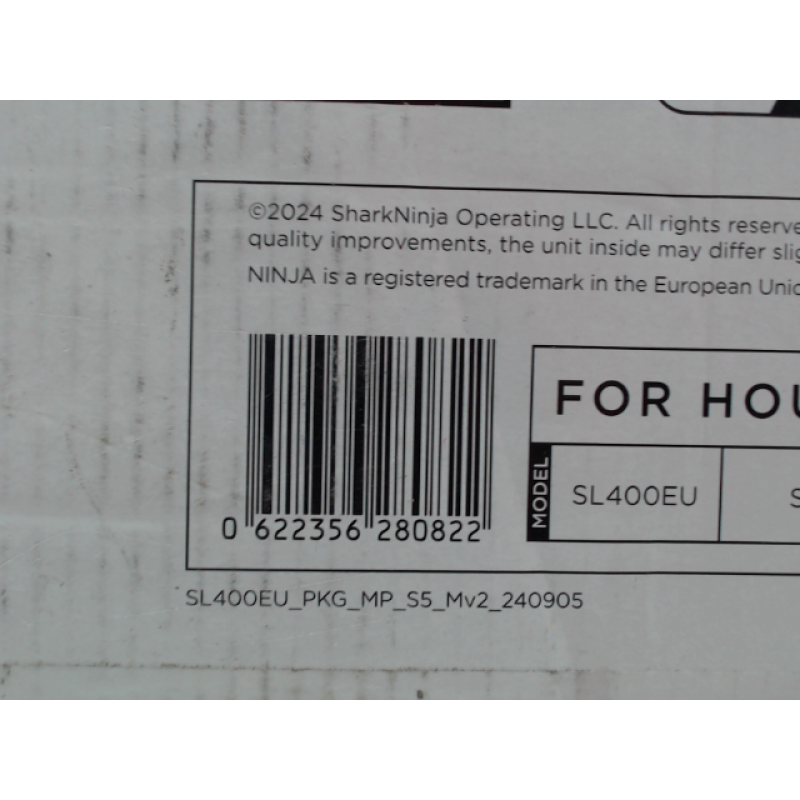 ©2024 SharkNinja Operating LLC. All rights
quality improvements, the unit inside may differ
NINJA is a registered trademark in the European
FOR
MODEL
SL400EU
0 622356 280822
SL400EU_PKG_MP_S5_Mv2_240905